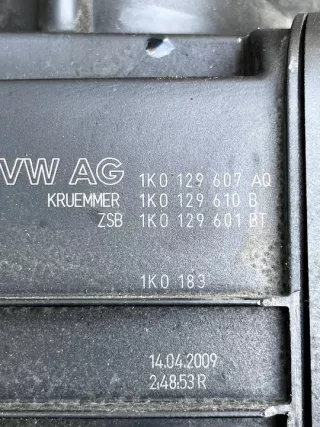 VW AG 1K0 129 607 AQ
KRUEMMER 1K0 129 610 B
ZSB 1K0 129 601 BT
1K0 183
14.04.2009
2:48:53 R